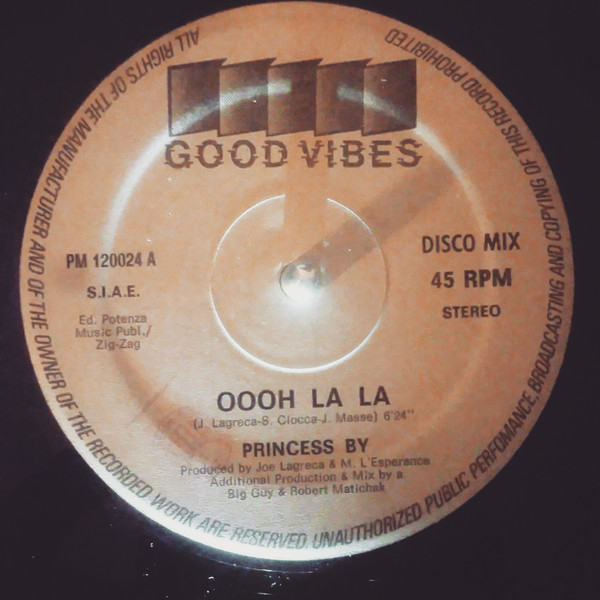 ALL RIGHTS OF THE MANUFACTURER AND OF THE OWNER OF THE RECORDED WORK ARE RESERVED. UNAUTHORIZED PUBLIC PERFOMANCE, BROADCASTING AND COPYING OF THIS RECORD PROHIBITED
GOOD VIBES
PM 120024 A
S.I.A.E.
Ed. Potenza
Music Publ./
Zig-Zag
DISCO MIX
45 RPM
STEREO
OOOH LA LA
(J. Lagreca-S. Ciocca-J. Masse) 6'24"
PRINCESS BY
Produced by Joe Lagreca & M. L'Esperance
Additional Production & Mix by a
Big Guy & Robert Matichak